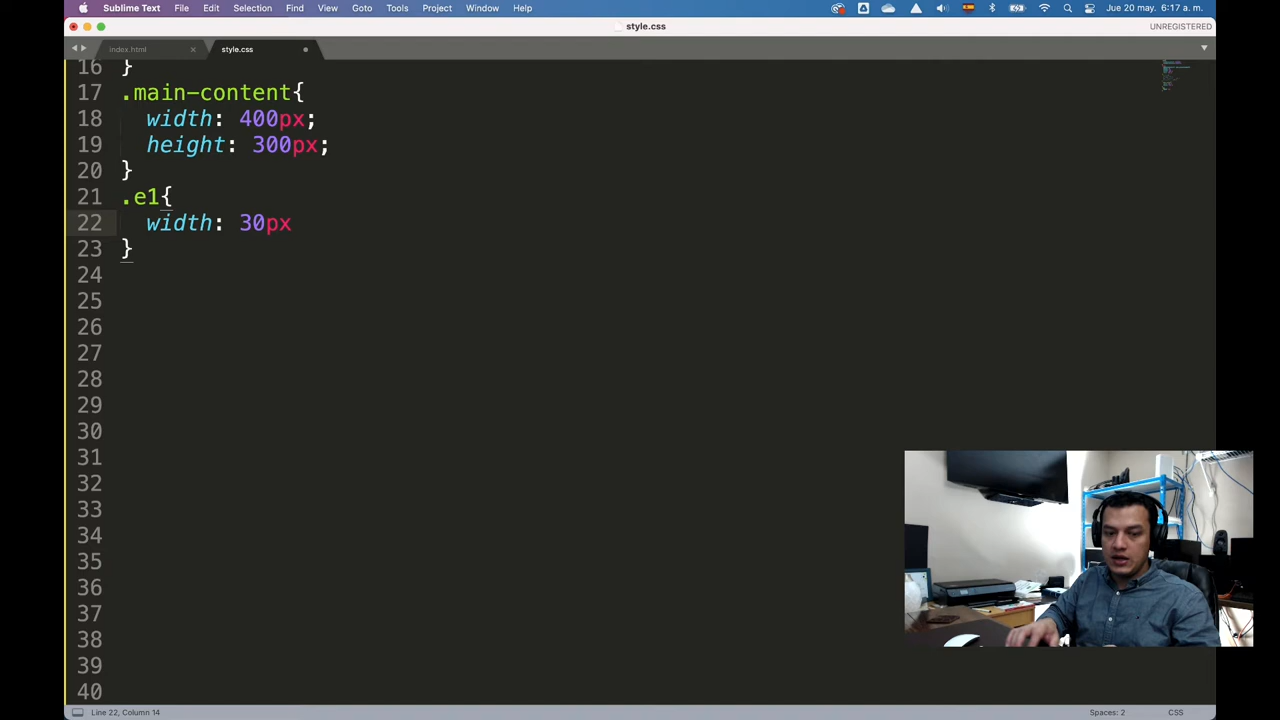 Sublime Text File Edit Selection Find View Goto Tools Project Window Help Jue 20 may. 6:17 a. m.
style.css UNREGISTERED
index.html style.css
16 }
17 .main-content{
18 width: 400px;
19 height: 300px;
20 }
21 .e1{
22 width: 30px
23 }
24
25
26
27
28
29
30
31
32
33
34
35
36
37
38
39
40
Line 22, Column 14 Spaces: 2 CSS